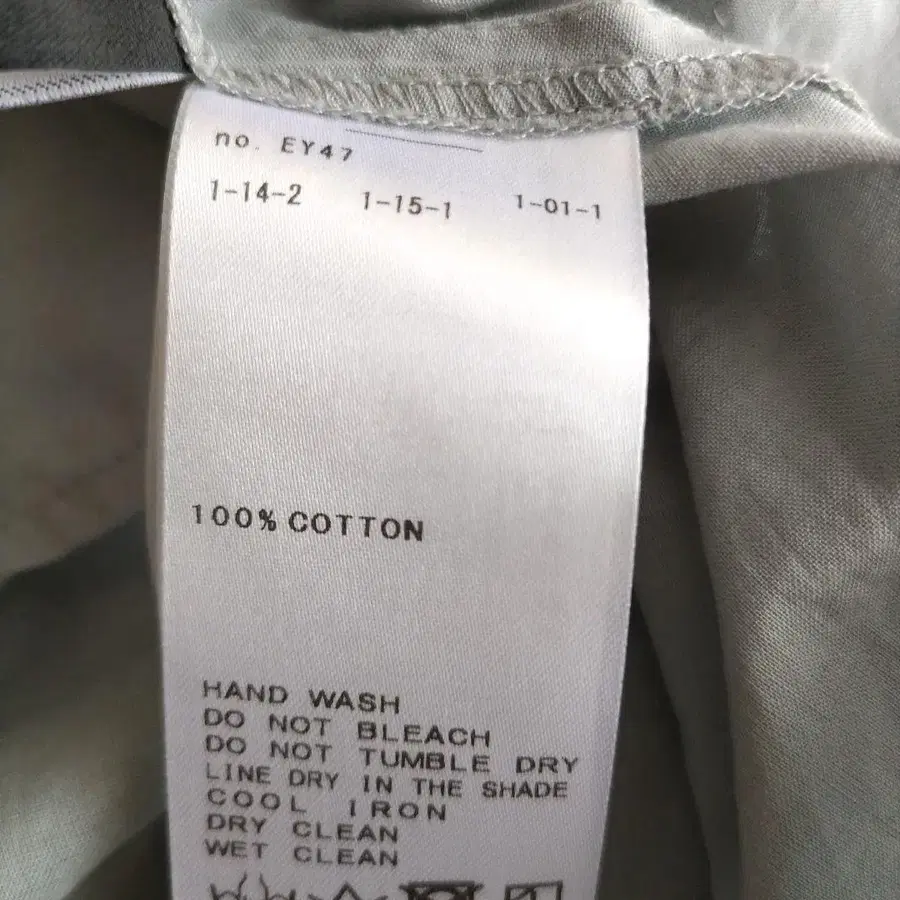 no. EY47
1-14-2 1-15-1 1-01-1
100% COTTON
HAND WASH
DO NOT BLEACH
DO NOT TUMBLE DRY
LINE DRY IN THE SHADE
COOL IRON
DRY CLEAN
WET CLEAN